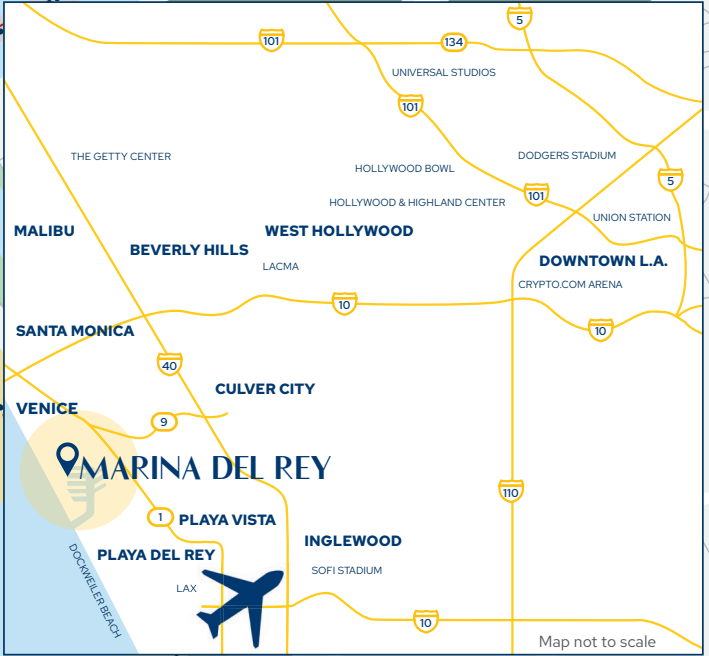 5
101
134
UNIVERSAL STUDIOS
101
THE GETTY CENTER
DODGERS STADIUM
HOLLYWOOD BOWL
5
101
HOLLYWOOD & HIGHLAND CENTER
UNION STATION
MALIBU
WEST HOLLYWOOD
BEVERLY HILLS
DOWNTOWN L.A.
LACMA
CRYPTO.COM ARENA
10
10
SANTA MONICA
40
CULVER CITY
VENICE
9
MARINA DEL REY
110
1
PLAYA VISTA
INGLEWOOD
PLAYA DEL REY
SOFI STADIUM
LAX
DOCKWEILER BEACH
10
Map not to scale